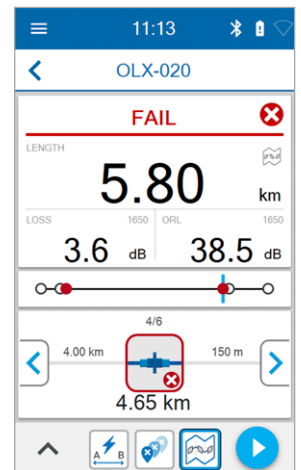 11:13
OLX-020
FAIL
LENGTH
5.80 km
LOSS 1650 ORL 1650
3.6 dB 38.5 dB
4/6
4.00 km 150 m
4.65 km
A B